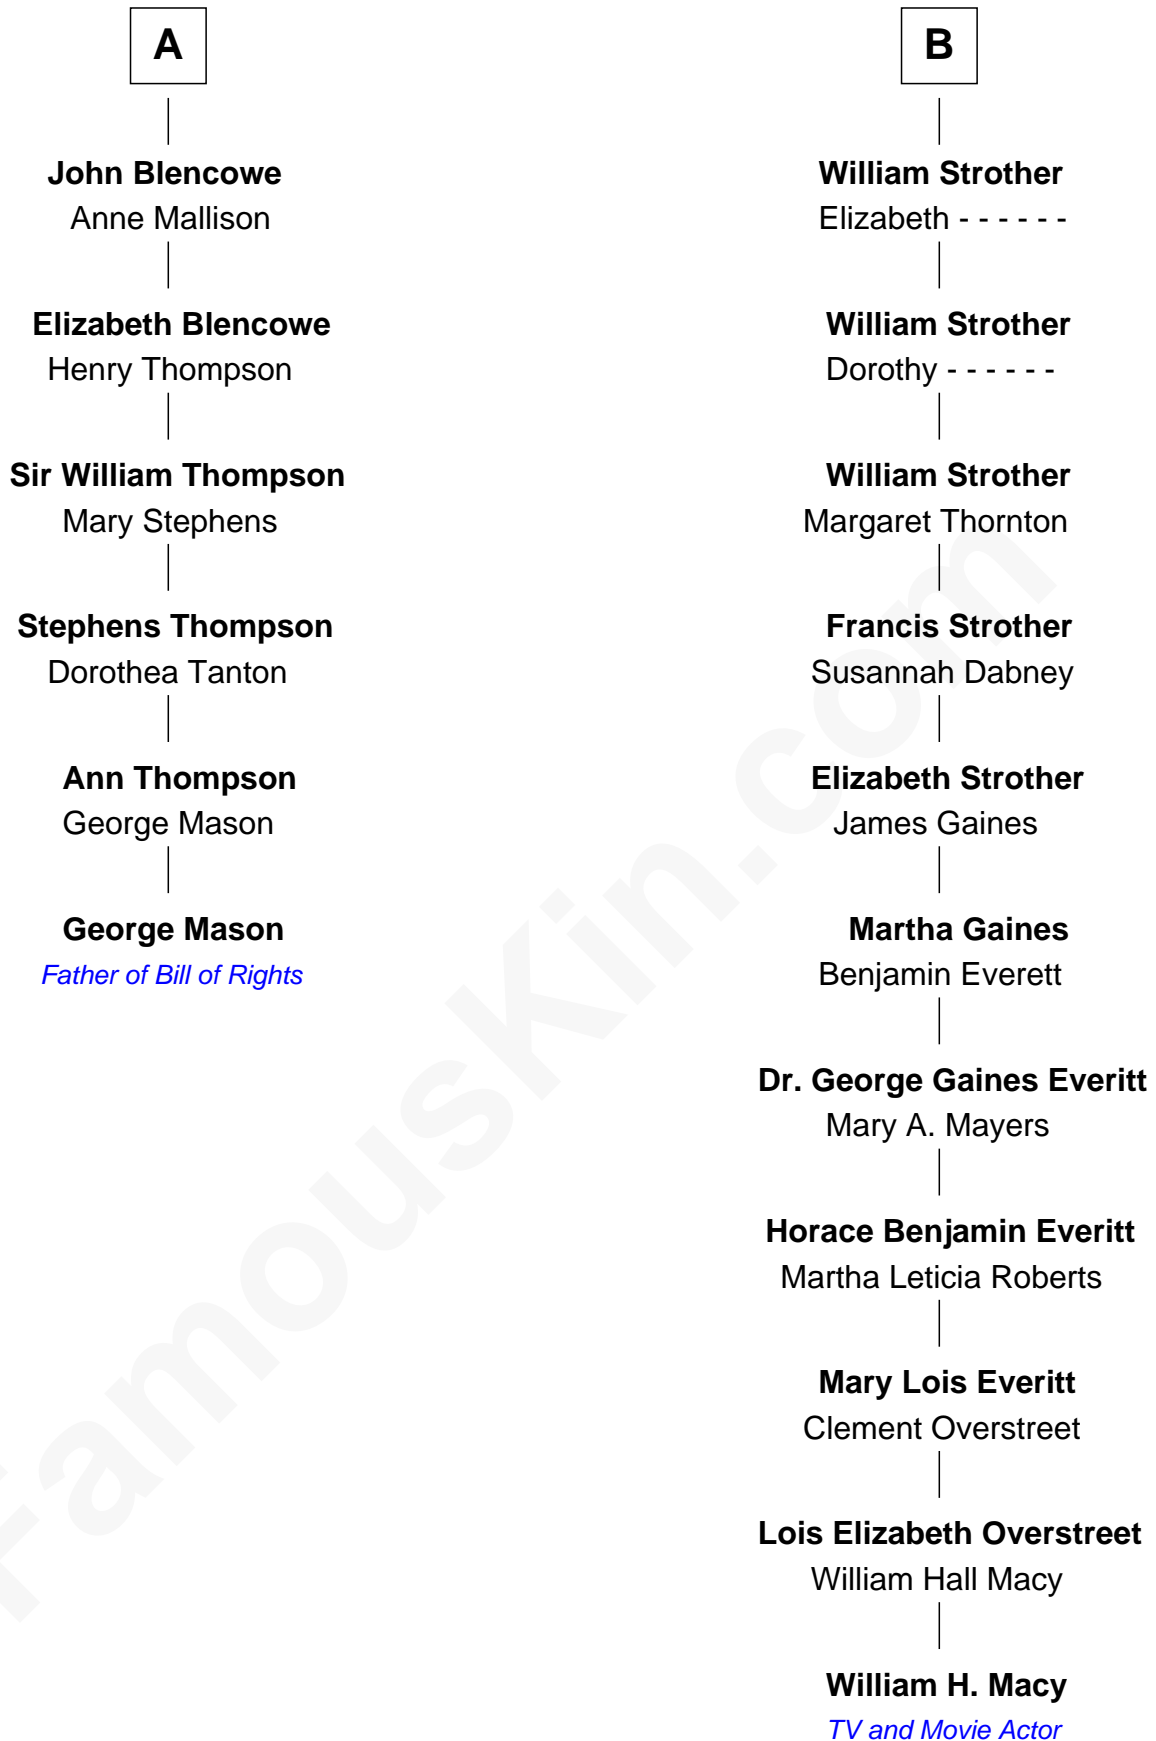 A
John Blencowe
Anne Mallison
Elizabeth Blencowe
Henry Thompson
Sir William Thompson
Mary Stephens
Stephens Thompson
Dorothea Tanton
Ann Thompson
George Mason
George Mason
Father of Bill of Rights
B
William Strother
Elizabeth - - - - - -
William Strother
Dorothy - - - - - -
William Strother
Margaret Thornton
Francis Strother
Susannah Dabney
Elizabeth Strother
James Gaines
Martha Gaines
Benjamin Everett
Dr. George Gaines Everitt
Mary A. Mayers
Horace Benjamin Everitt
Martha Leticia Roberts
Mary Lois Everitt
Clement Overstreet
Lois Elizabeth Overstreet
William Hall Macy
William H. Macy
TV and Movie Actor
FamousKin.com